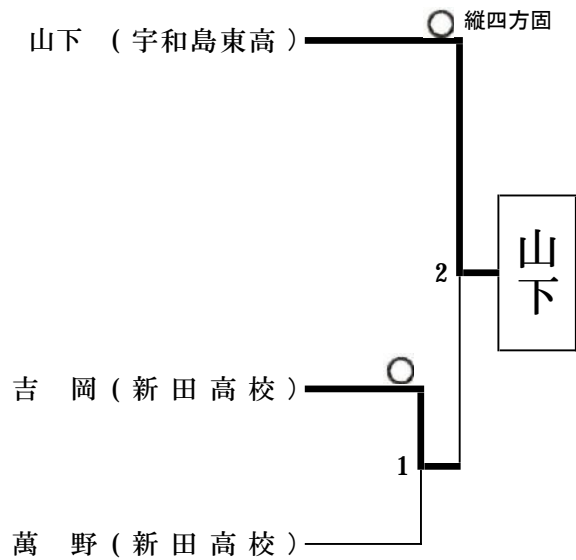 ○ 縦四方固
山下 (宇和島東高)
山下
2
○
吉 岡 (新田高校)
1
萬 野 (新田高校)